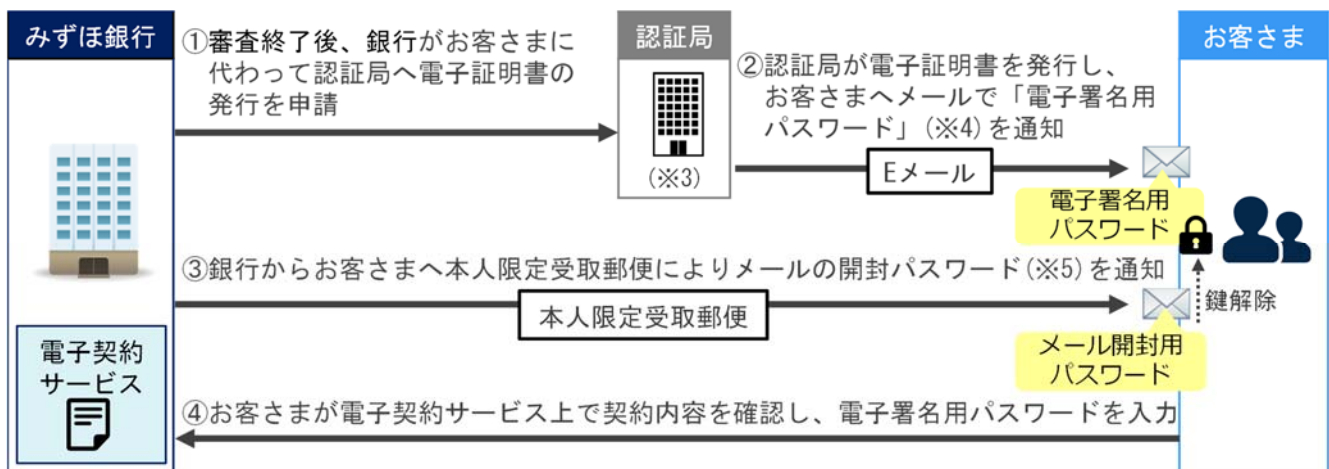 みずほ銀行
①審査終了後、銀行がお客さまに
代わって認証局へ電子証明書の
発行を申請
認証局
(※3)
②認証局が電子証明書を発行し、
お客さまへメールで「電子署名用
パスワード」(※4)を通知
Eメール
お客さま
電子署名用
パスワード
③銀行からお客さまへ本人限定受取郵便によりメールの開封パスワード(※5)を通知
本人限定受取郵便
鍵解除
メール開封用
パスワード
電子契約
サービス
④お客さまが電子契約サービス上で契約内容を確認し、電子署名用パスワードを入力